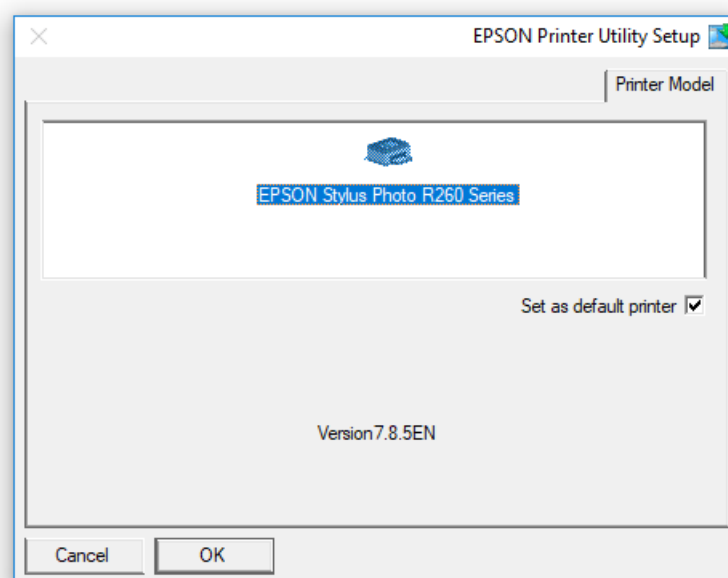 EPSON Printer Utility Setup
Printer Model
EPSON Stylus Photo R260 Series
Set as default printer
Version7.8.5EN
Cancel
OK